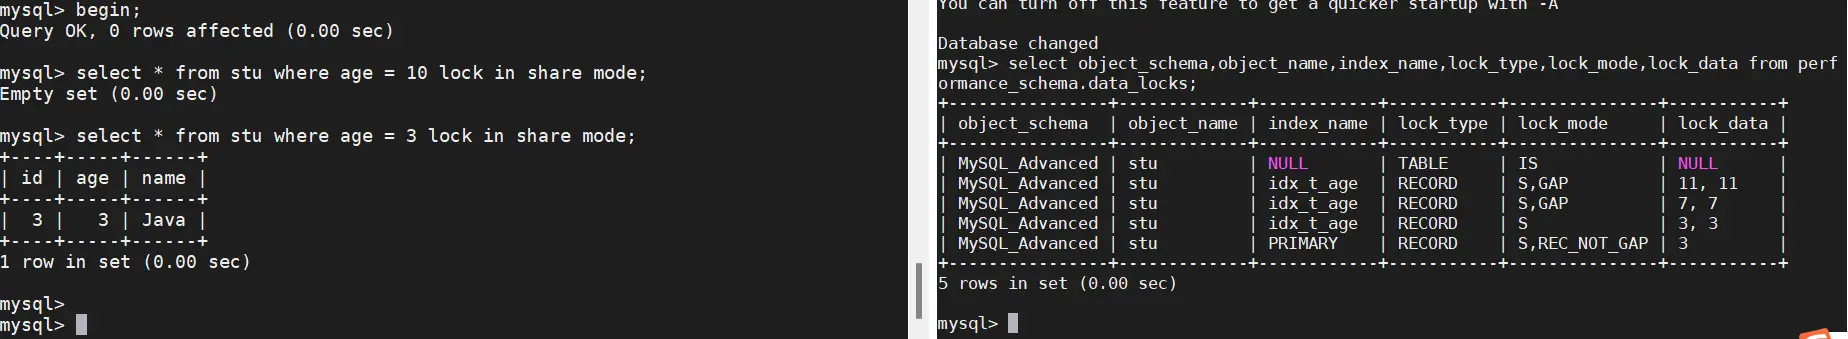 mysql> begin;
Query OK, 0 rows affected (0.00 sec)
mysql> select * from stu where age = 10 lock in share mode;
Empty set (0.00 sec)
mysql> select * from stu where age = 3 lock in share mode;
+----+-----+------+
| id | age | name |
+----+-----+------+
|  3 |   3 | Java |
+----+-----+------+
1 row in set (0.00 sec)
mysql>
mysql>
You can turn off this feature to get a quicker startup with -A
Database changed
mysql> select object_schema,object_name,index_name,lock_type,lock_mode,lock_data from perf
ormance_schema.data_locks;
+----------------+-------------+------------+-----------+---------------+-----------+
| object_schema  | object_name | index_name | lock_type | lock_mode     | lock_data |
+----------------+-------------+------------+-----------+---------------+-----------+
| MySQL_Advanced | stu         | NULL       | TABLE     | IS            | NULL      |
| MySQL_Advanced | stu         | idx_t_age  | RECORD    | S,GAP         | 11, 11    |
| MySQL_Advanced | stu         | idx_t_age  | RECORD    | S,GAP         | 7, 7      |
| MySQL_Advanced | stu         | idx_t_age  | RECORD    | S             | 3, 3      |
| MySQL_Advanced | stu         | PRIMARY    | RECORD    | S,REC_NOT_GAP | 3         |
+----------------+-------------+------------+-----------+---------------+-----------+
5 rows in set (0.00 sec)
mysql>